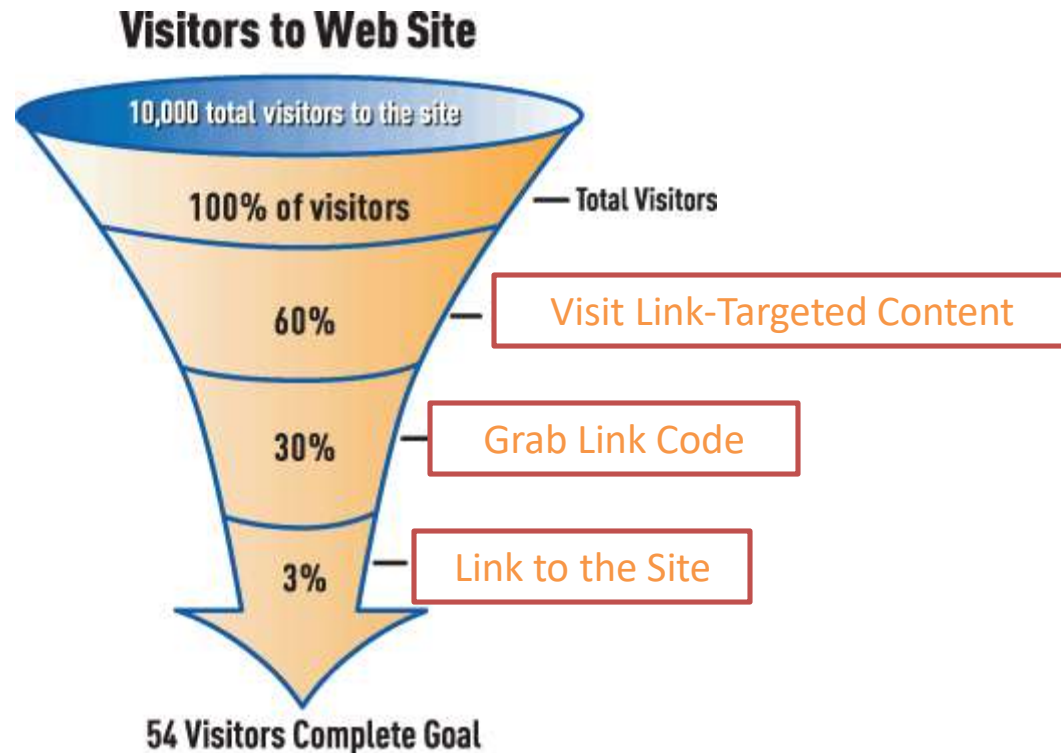 Visitors to Web Site
10,000 total visitors to the site
100% of visitors
Total Visitors
60%
Visit Link-Targeted Content
30%
Grab Link Code
3%
Link to the Site
54 Visitors Complete Goal